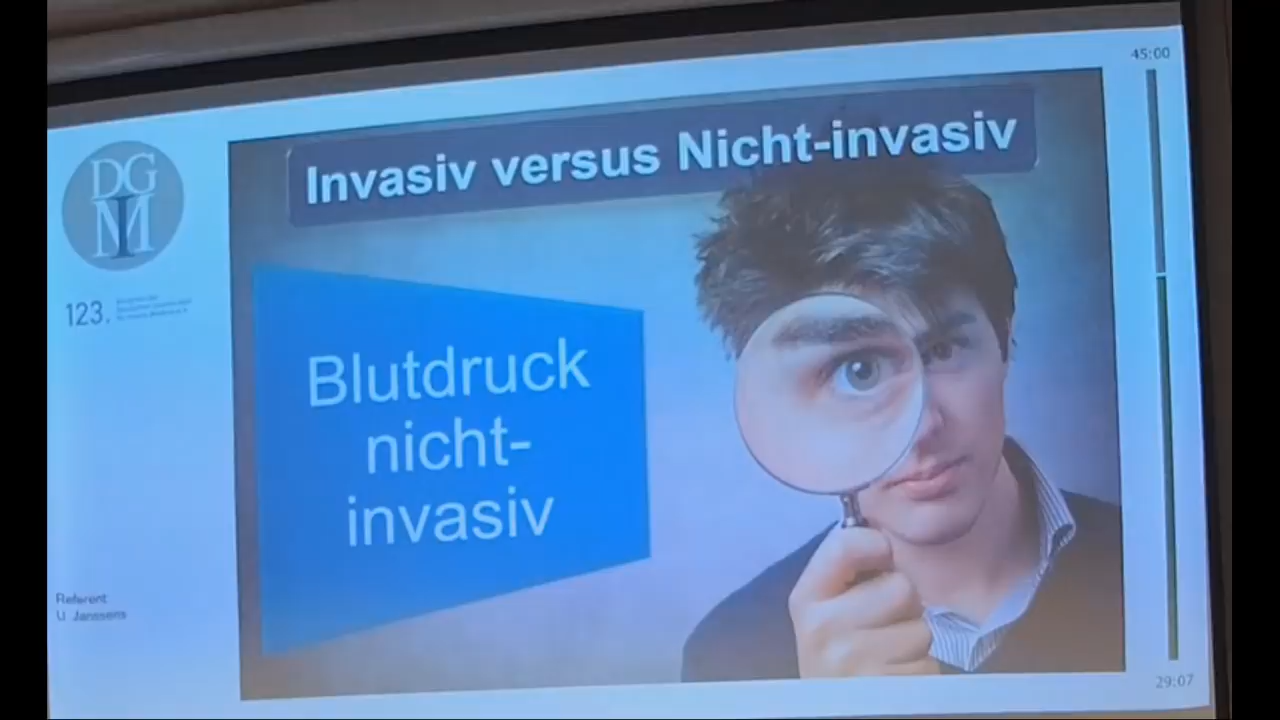 45:00
Invasiv versus Nicht-invasiv
DG
IM
123.
Blutdruck
nicht-
invasiv
Referent
U. Janssens
29:07